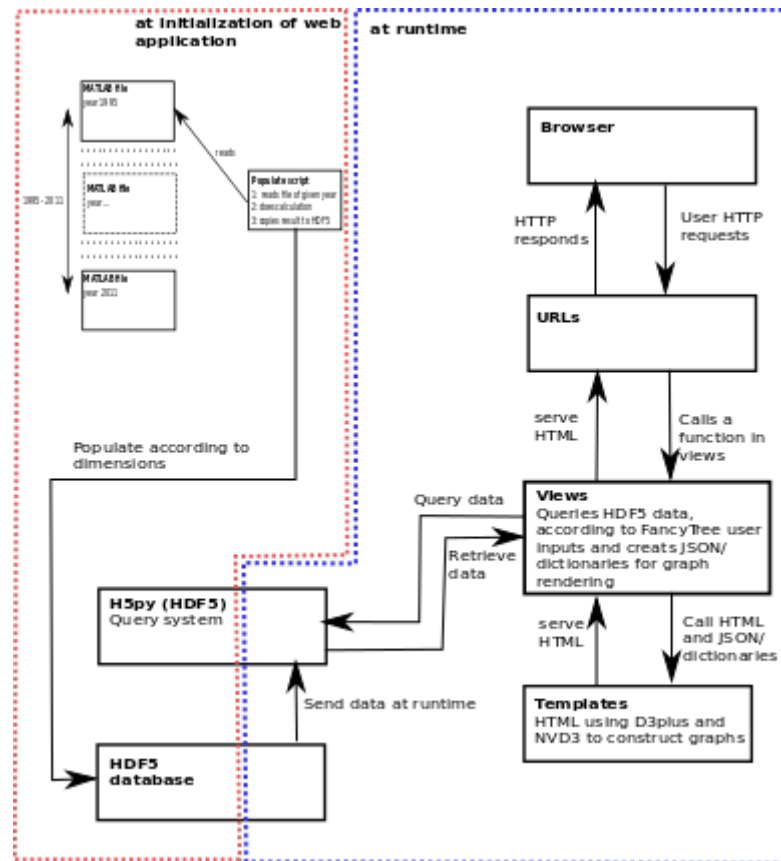 at initialization of web
application
at runtime
MATLAB file
year 1995
reads
Populate script
1: reads file of given year
2: does calculation
3: copies result to HDF5
MATLAB file
year...
1995-2011
MATLAB file
year 2011
Browser
HTTP
responds
User HTTP
requests
URLs
serve
HTML
Calls a
function in
views
Populate according to
dimensions
Query data
Retrieve
data
Views
Queries HDF5 data,
according to FancyTree user
inputs and creats JSON/
dictionaries for graph
rendering
H5py (HDF5)
Query system
serve
HTML
Call HTML
and JSON/
dictionaries
Send data at runtime
Templates
HTML using D3plus and
NVD3 to construct graphs
HDF5
database